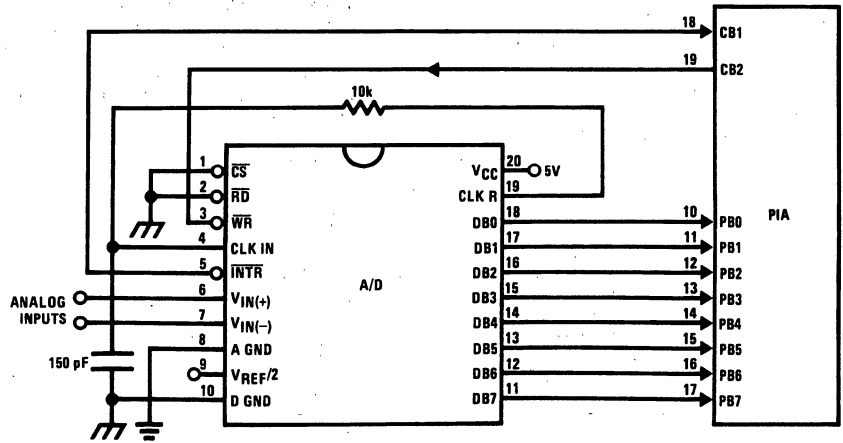 18 CB1
19 CB2
10k
1 CS
2 RD
3 WR
4 CLK IN
5 INTR
6 VIN(+)
7 VIN(–)
8 A GND
9 VREF/2
10 D GND
ANALOG
INPUTS
150 pF
A/D
VCC 20 5V
CLK R 19
DB0 18
DB1 17
DB2 16
DB3 15
DB4 14
DB5 13
DB6 12
DB7 11
PIA
10 PB0
11 PB1
12 PB2
13 PB3
14 PB4
15 PB5
16 PB6
17 PB7